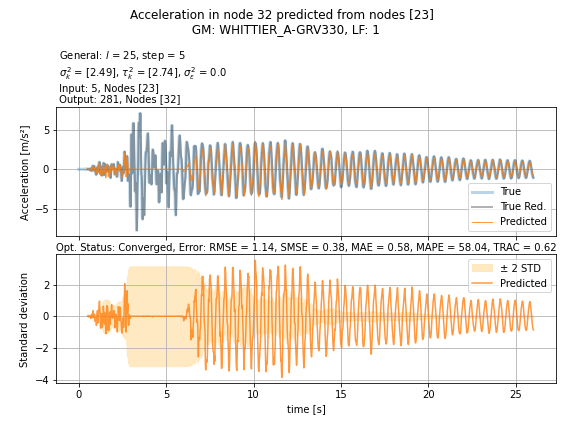 Acceleration in node 32 predicted from nodes [23]
GM: WHITTIER_A-GRV330, LF: 1
General: l = 25, step = 5
σ²ₖ = [2.49], τ²ₖ = [2.74], σ²ε = 0.0
Input: 5, Nodes [23]
Output: 281, Nodes [32]
Acceleration [m/s²]
5
0
−5
True
True Red.
Predicted
Opt. Status: Converged, Error: RMSE = 1.14, SMSE = 0.38, MAE = 0.58, MAPE = 58.04, TRAC = 0.62
Standard deviation
2
0
−2
−4
± 2 STD
Predicted
0 5 10 15 20 25
time [s]